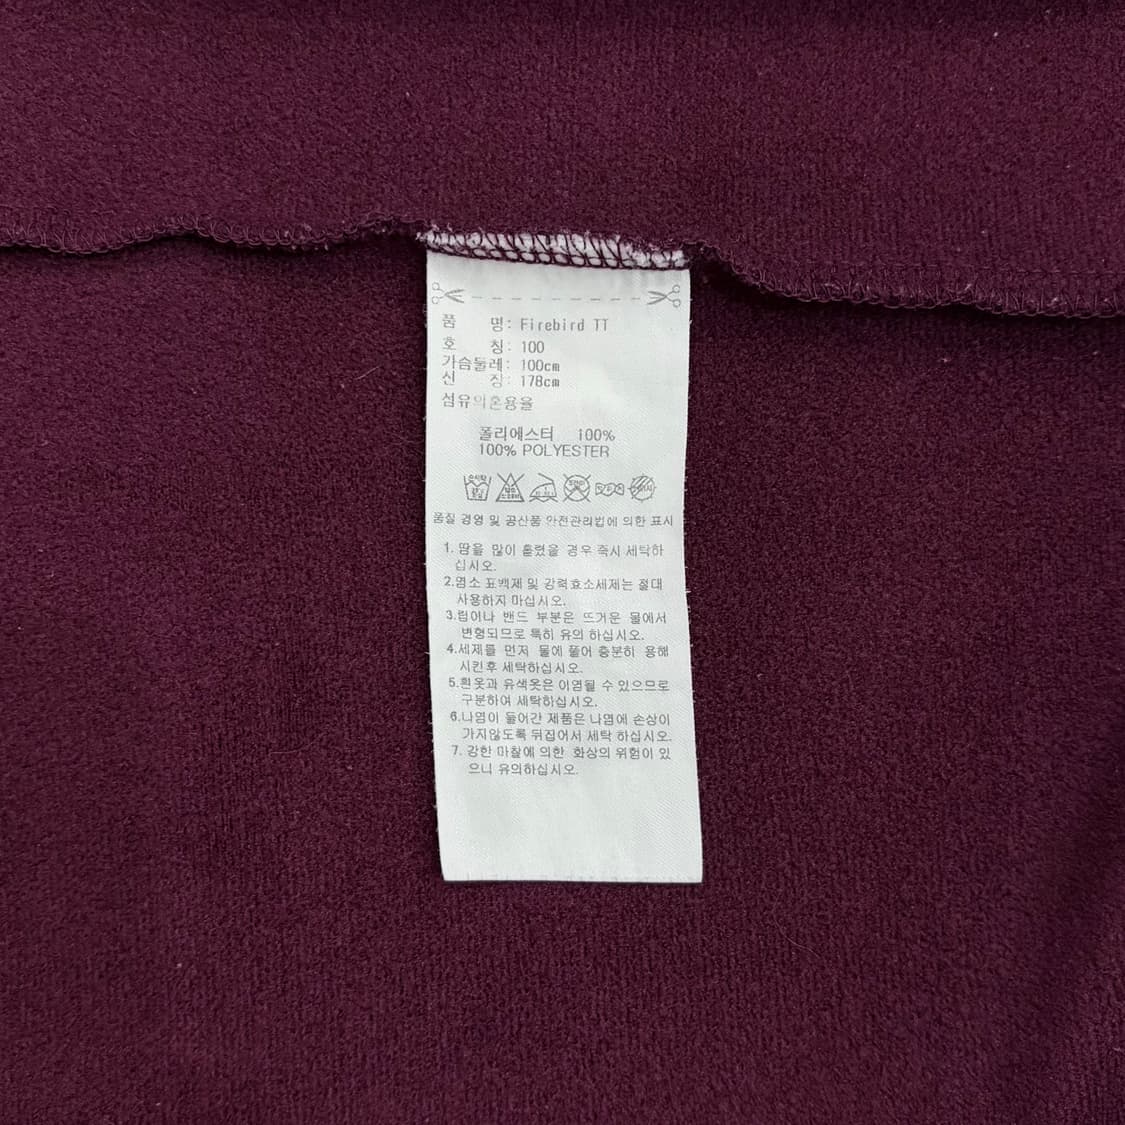 품 명: Firebird TT
호 칭: 100
가슴둘레: 100cm
신 장: 178cm
섬유의혼용율
폴리에스터 100%
100% POLYESTER
품질 경영 및 공산품 안전관리법에 의한 표시
1. 땀을 많이 흘렸을 경우 즉시 세탁하
십시오.
2.염소 표백제 및 강력효소세제는 절대
사용하지 마십시오.
3.립이나 밴드 부분은 뜨거운 물에서
변형되므로 특히 유의 하십시오.
4.세제를 먼저 물에 풀어 충분히 용해
시킨후 세탁하십시오.
5.흰옷과 유색옷은 이염될 수 있으므로
구분하여 세탁하십시오.
6.나염이 들어간 제품은 나염에 손상이
가지않도록 뒤집어서 세탁 하십시오.
7. 강한 마찰에 의한 화상의 위험이 있
으니 유의하십시오.